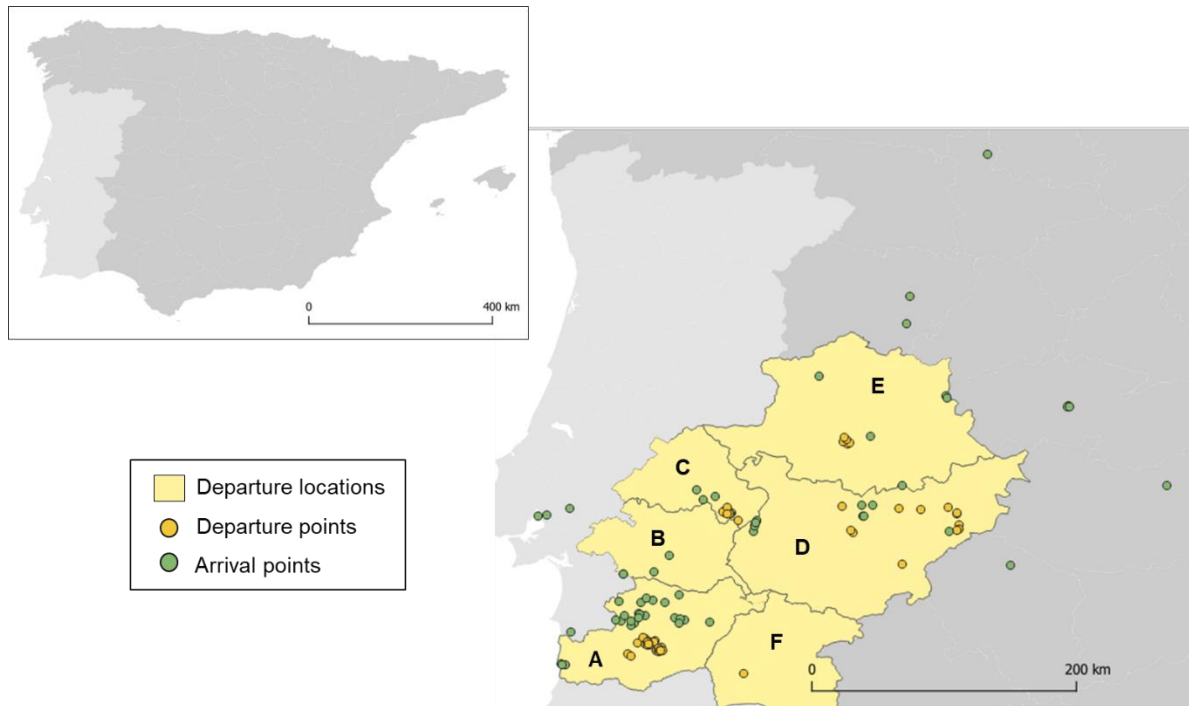 0
400 km
E
C
Departure locations
Departure points
Arrival points
B
D
A
F
0
200 km